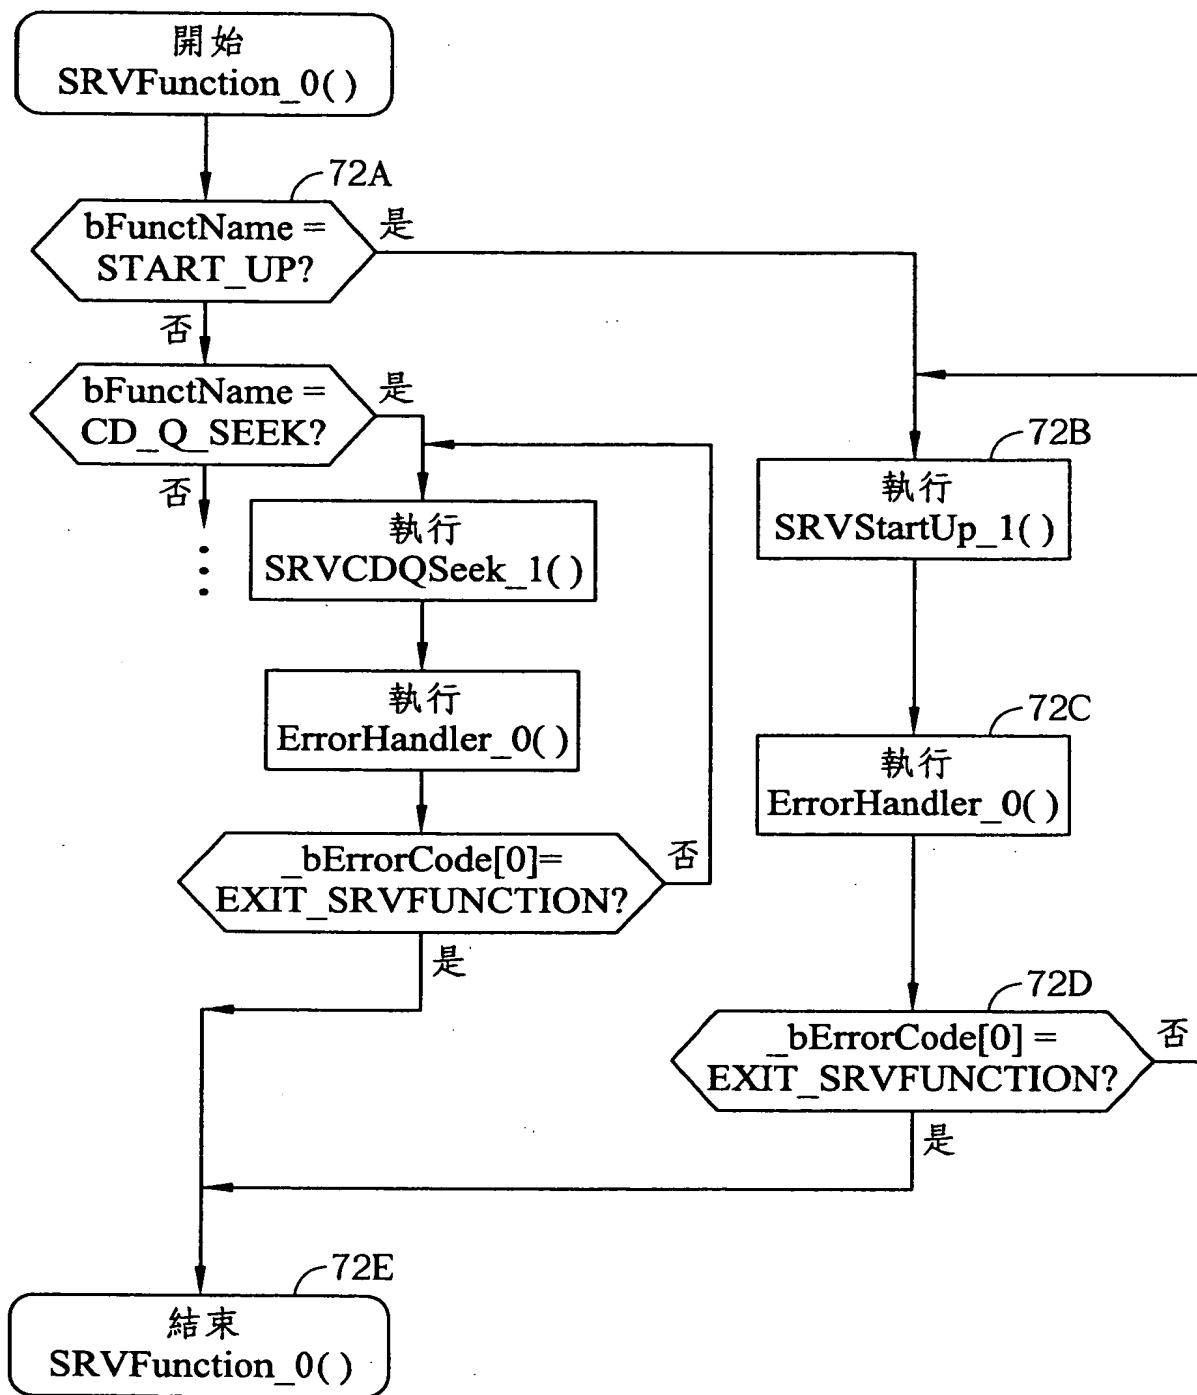 開始
SRVFunction_0( )
72A
bFunctName =
START_UP?
是
否
bFunctName =
CD_Q_SEEK?
是
否
72B
執行
SRVStartUp_1( )
執行
SRVCDQSeek_1( )
執行
ErrorHandler_0( )
72C
執行
ErrorHandler_0( )
_bErrorCode[0]=
EXIT_SRVFUNCTION?
否
是
72D
_bErrorCode[0] =
EXIT_SRVFUNCTION?
否
是
72E
結束
SRVFunction_0( )